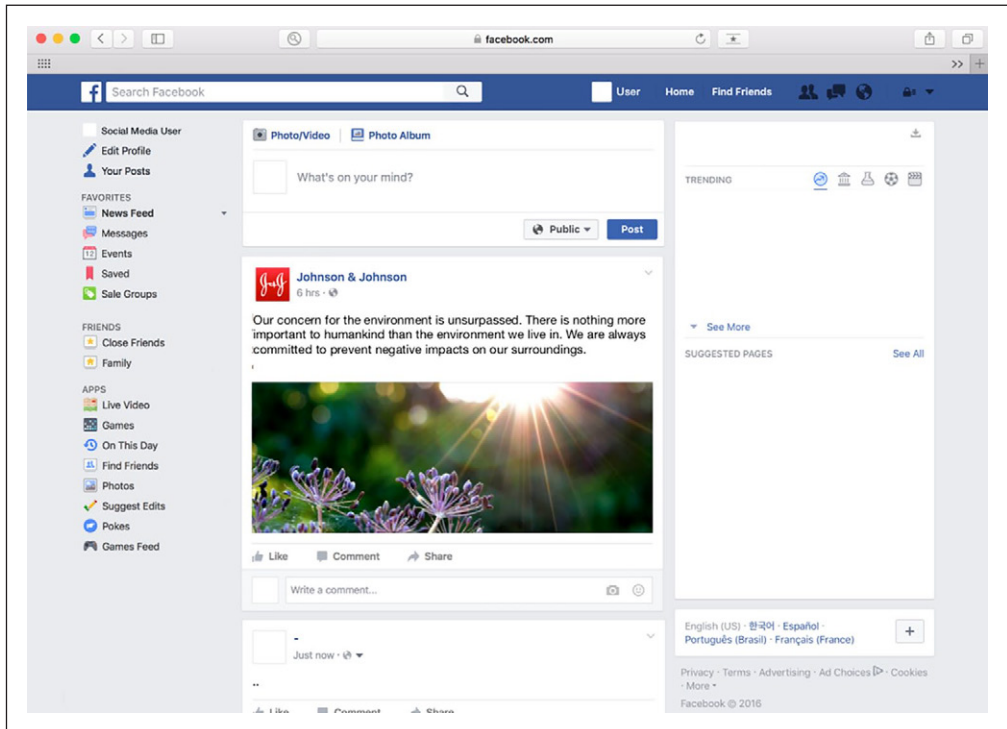 facebook.com
>> +
f Search Facebook User Home Find Friends
Social Media User
Edit Profile
Your Posts
FAVORITES
News Feed
Messages
12 Events
Saved
Sale Groups
FRIENDS
Close Friends
Family
APPS
Live Video
Games
On This Day
Find Friends
Photos
Suggest Edits
Pokes
Games Feed
Photo/Video Photo Album
What's on your mind?
Public Post
J&J Johnson & Johnson
6 hrs ·
Our concern for the environment is unsurpassed. There is nothing more
important to humankind than the environment we live in. We are always
committed to prevent negative impacts on our surroundings.
Like Comment Share
Write a comment...
-
Just now ·
..
Like Comment Share
TRENDING
See More
SUGGESTED PAGES See All
English (US) · 한국어 · Español ·
Português (Brasil) · Français (France)
+
Privacy · Terms · Advertising · Ad Choices · Cookies
· More
Facebook © 2016